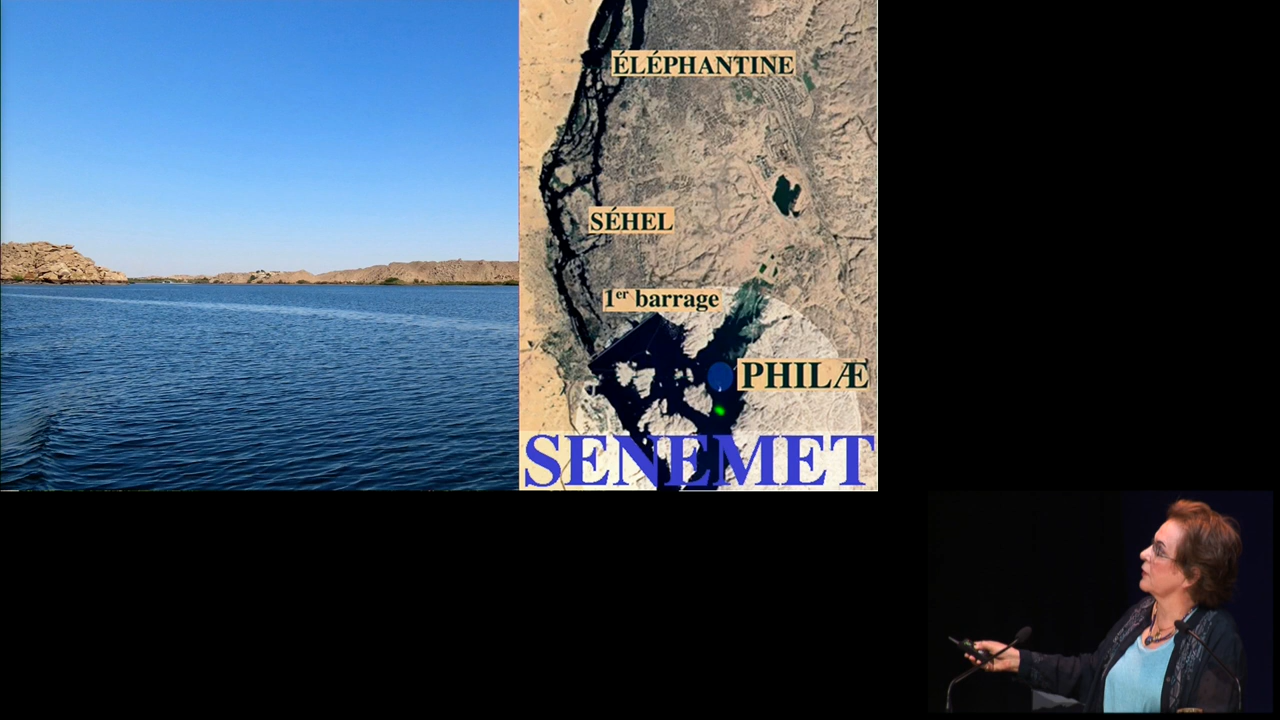 ÉLÉPHANTINE
SÉHEL
1er barrage
PHILÆ
SENEMET